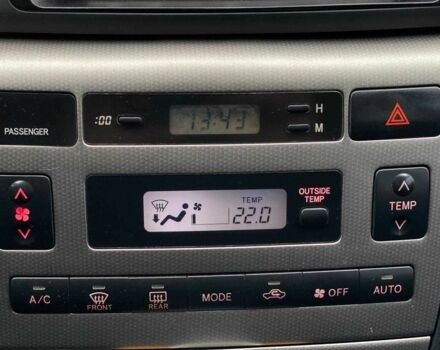 :00
13:43
H
M
PASSENGER
TEMP
22.0
OUTSIDE
TEMP
TEMP
A/C
FRONT
REAR
MODE
OFF
AUTO